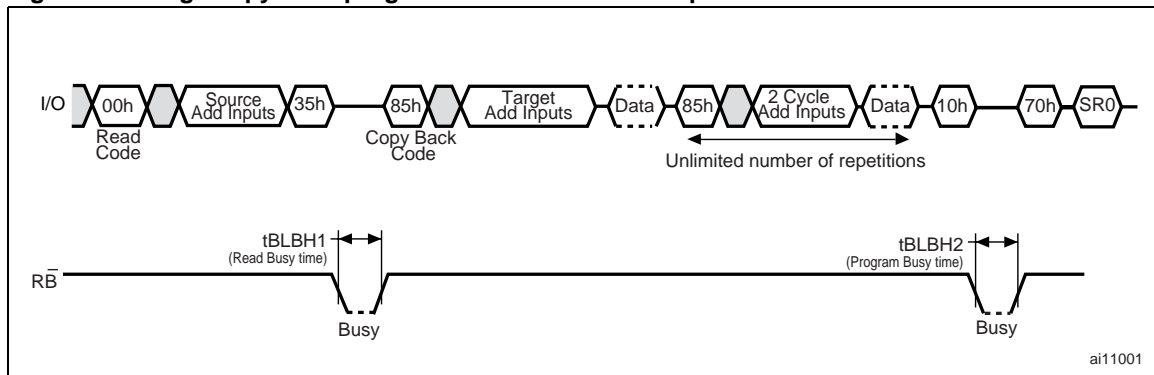 I/O 00h Source Add Inputs 35h 85h Target Add Inputs Data 85h 2 Cycle Add Inputs Data 10h 70h SR0
Read Code
Copy Back Code
Unlimited number of repetitions
tBLBH1
(Read Busy time)
tBLBH2
(Program Busy time)
RB̅
Busy
Busy
ai11001